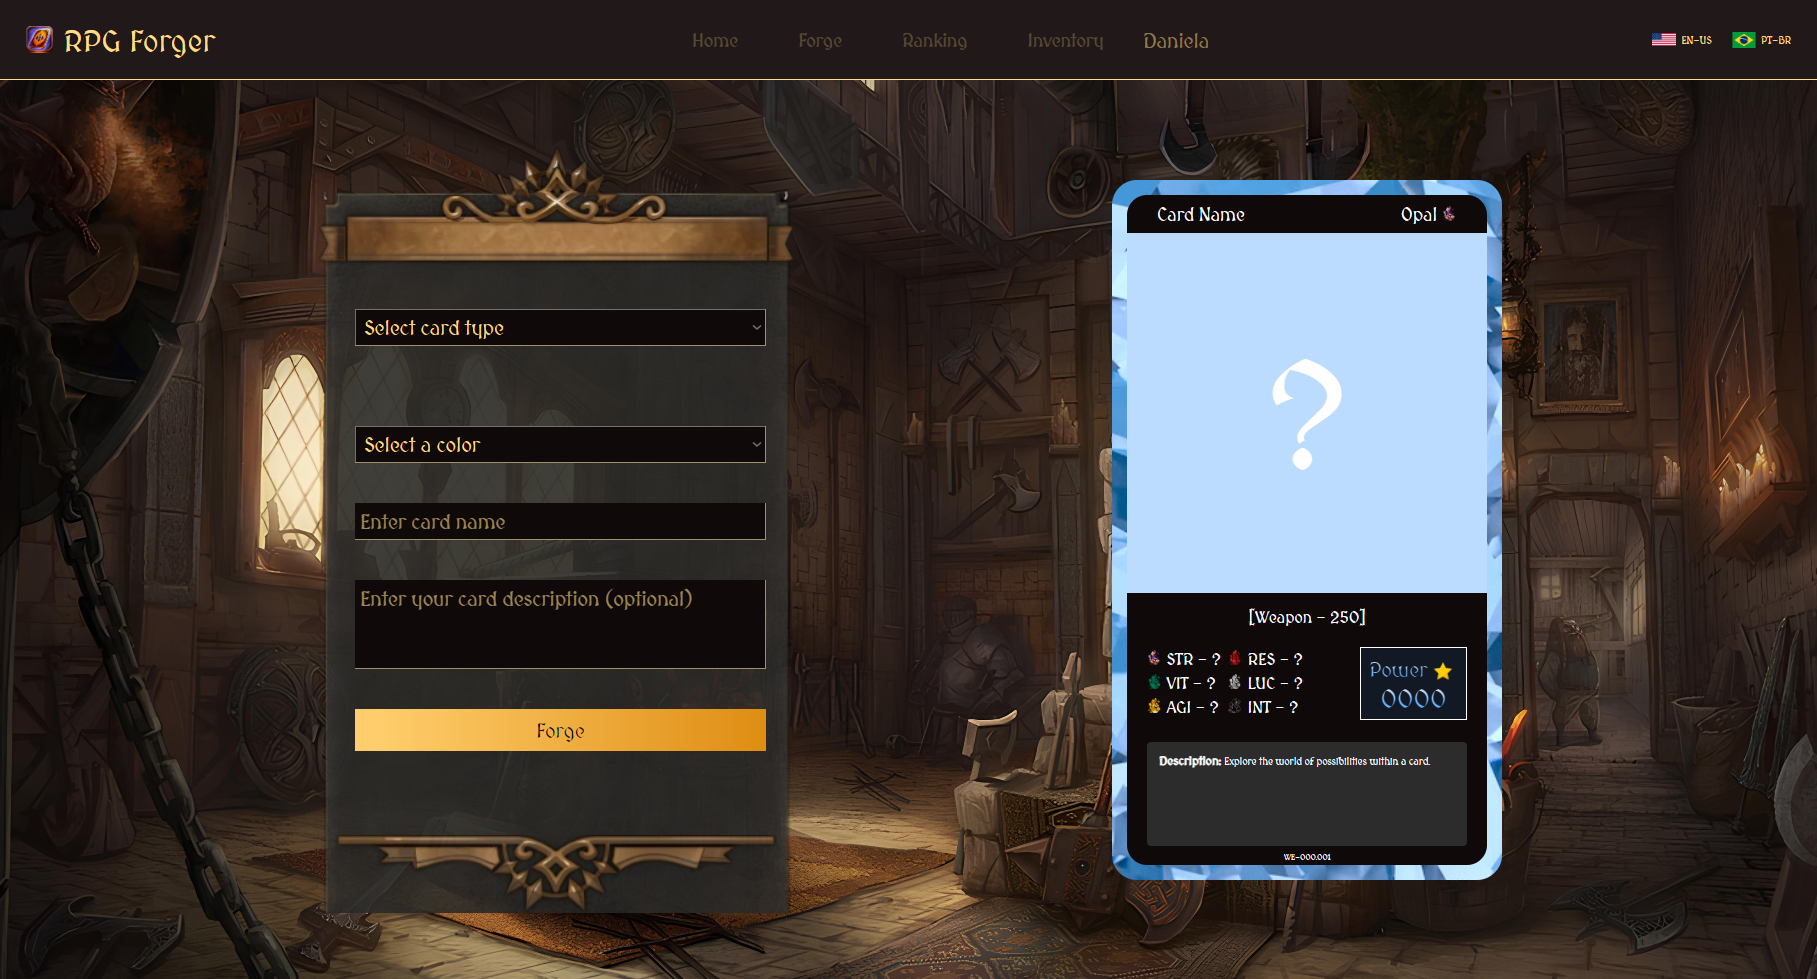 RPG Forger
Home Forge Ranking Inventory Daniela
EN-US PT-BR
Select card type
Select a color
Enter card name
Enter your card description (optional)
Forge
Card Name Opal
?
[Weapon - 250]
STR - ? RES - ?
VIT - ? LUC - ?
AGI - ? INT - ?
Power
0000
Description: Explore the world of possibilities within a card.
WE-000.001